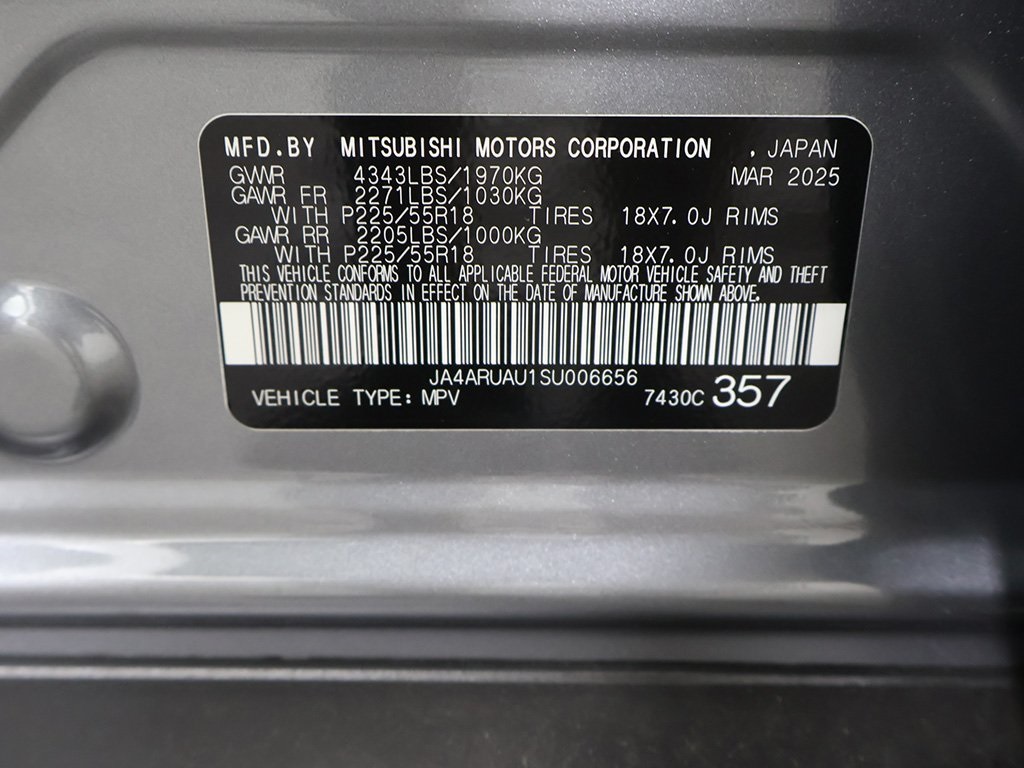 MFD.BY MITSUBISHI MOTORS CORPORATION , JAPAN
GVWR 4343LBS/1970KG MAR 2025
GAWR FR 2271LBS/1030KG
WITH P225/55R18 TIRES 18X7.0J RIMS
GAWR RR 2205LBS/1000KG
WITH P225/55R18 TIRES 18X7.0J RIMS
THIS VEHICLE CONFORMS TO ALL APPLICABLE FEDERAL MOTOR VEHICLE SAFETY AND THEFT
PREVENTION STANDARDS IN EFFECT ON THE DATE OF MANUFACTURE SHOWN ABOVE.
JA4ARUAU1SU006656
VEHICLE TYPE: MPV 7430C 357